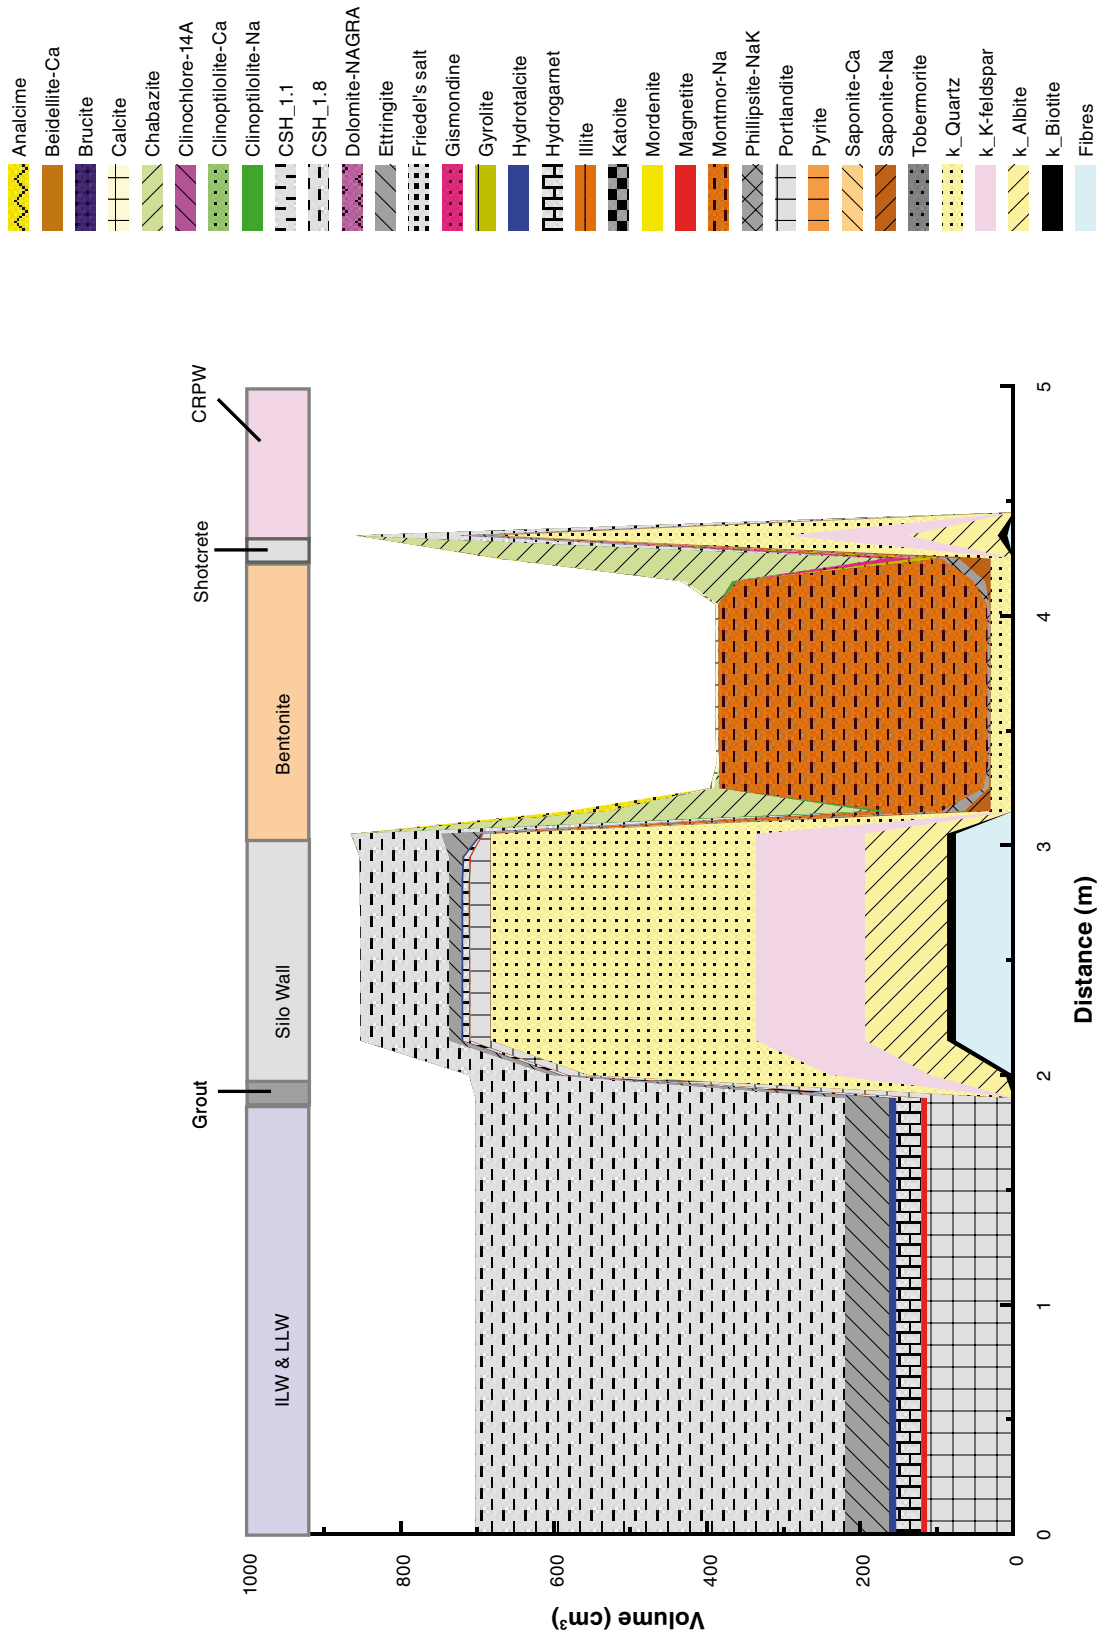 Analcime
Beidellite-Ca
Brucite
Calcite
Chabazite
Clinochlore-14A
Clinoptilolite-Ca
Clinoptilolite-Na
CSH_1.1
CSH_1.8
Dolomite-NAGRA
Ettringite
Friedel's salt
Gismondine
Gyrolite
Hydrotalcite
Hydrogarnet
Illite
Katoite
Mordenite
Magnetite
Montmor-Na
Phillipsite-NaK
Portlandite
Pyrite
Saponite-Ca
Saponite-Na
Tobermorite
k_Quartz
k_K-feldspar
k_Albite
k_Biotite
Fibres
Grout
Shotcrete
CRPW
ILW & LLW
Silo Wall
Bentonite
Volume (cm³)
1000
800
600
400
200
0
0
1
2
3
4
5
Distance (m)